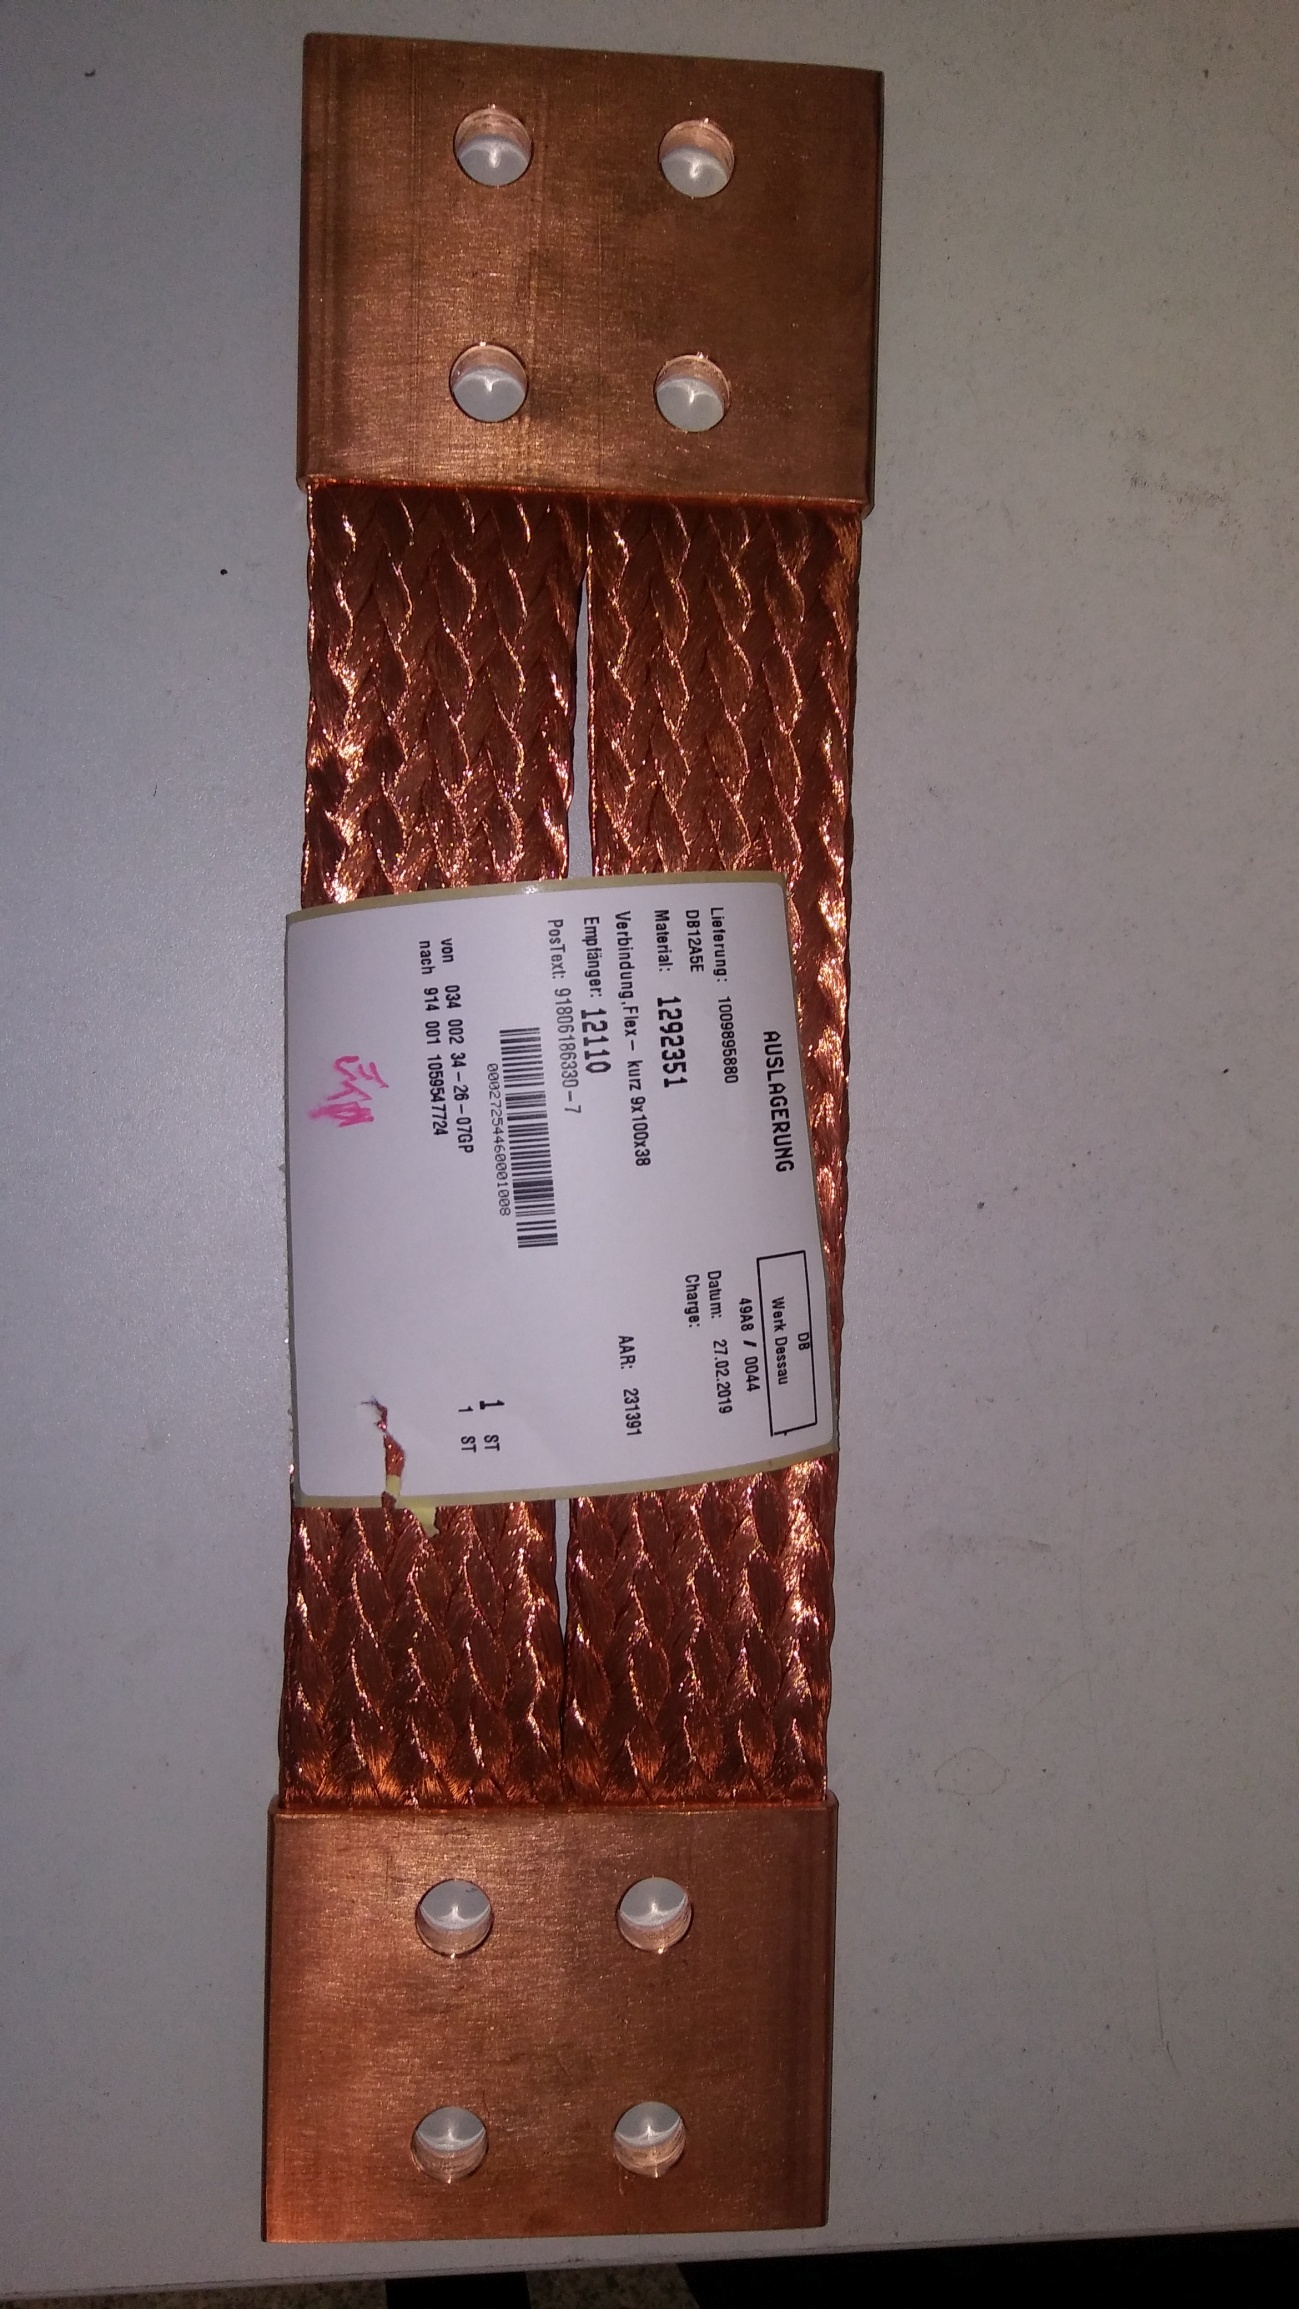 AUSLAGERUNG
DB
Werk Dessau
49A8 / 0044
Lieferung: 1009895880
Datum: 27.02.2019
DB12A5E
Charge:
Material: 1292351
Verbindung,Flex- kurz 9x100x38
AAR: 231391
Empfänger: 12110
PosText: 91806186330-7
00027254460001008
1 ST
1 ST
von 034 002 34-26-07GP
nach 914 001 1059547724